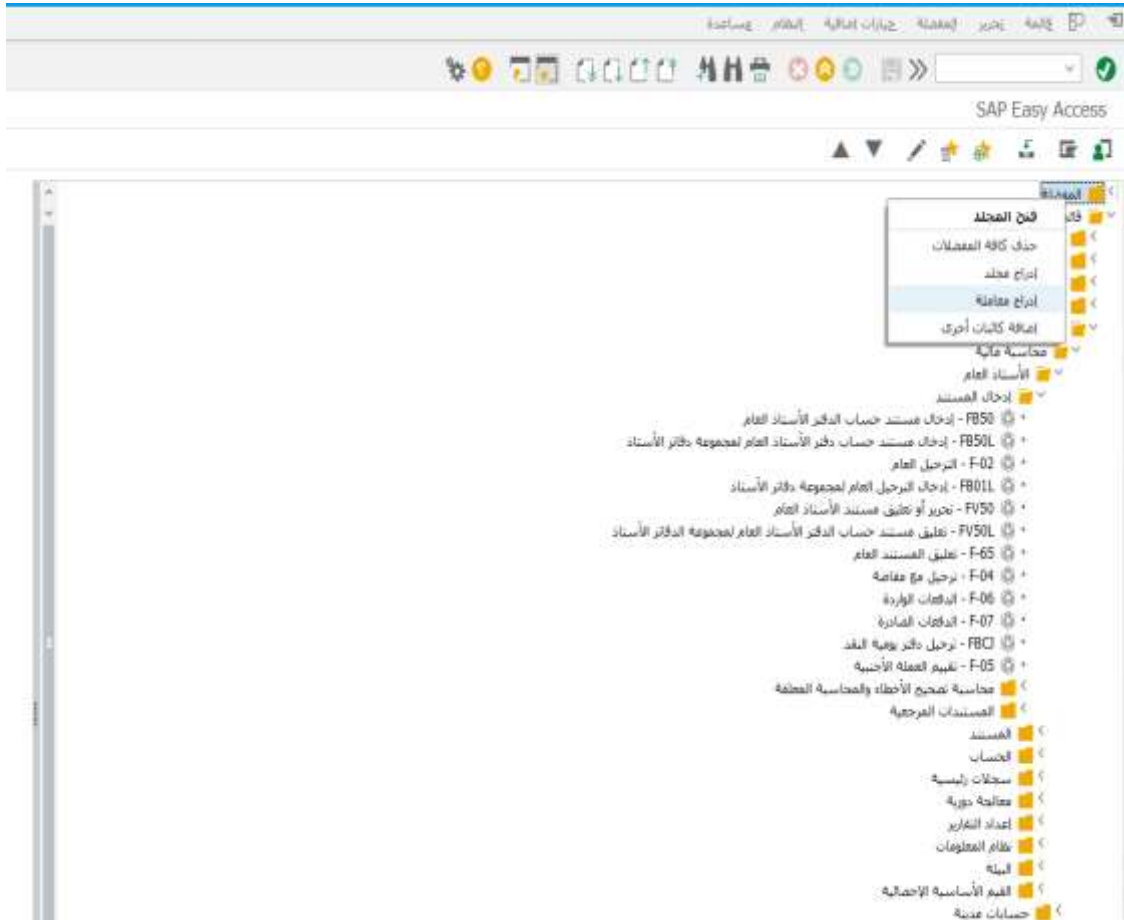 قائمة تحرير المفضلة خيارات إضافية النظام مساعدة
SAP Easy Access
المفضلة
فتح المجلد
حذف كافة المفضلات
إدراج مجلد
إدراج معاملة
إضافة كائنات أخرى
محاسبة مالية
الأستاذ العام
إدخال المستند
FB50 - إدخال مستند حساب الدفتر الأستاذ العام
FB50L - إدخال مستند حساب دفتر الأستاذ العام لمجموعة دفاتر الأستاذ
F-02 - الترحيل العام
FB01L - إدخال الترحيل العام لمجموعة دفاتر الأستاذ
FV50 - تحرير أو تعليق مستند الأستاذ العام
FV50L - تعليق مستند حساب الدفتر الأستاذ العام لمجموعة الدفاتر الأستاذ
F-65 - تعليق المستند العام
F-04 - ترحيل مع مقاصة
F-06 - الدفعات الواردة
F-07 - الدفعات الصادرة
FBCJ - ترحيل دفتر يومية النقد
F-05 - تقييم العملة الأجنبية
محاسبة تصحيح الأخطاء والمحاسبة المعلقة
المستندات المرجعية
المستند
الحساب
سجلات رئيسية
معالجة دورية
إعداد التقارير
نظام المعلومات
البيئة
القيم الأساسية الإحصائية
حسابات مدينة